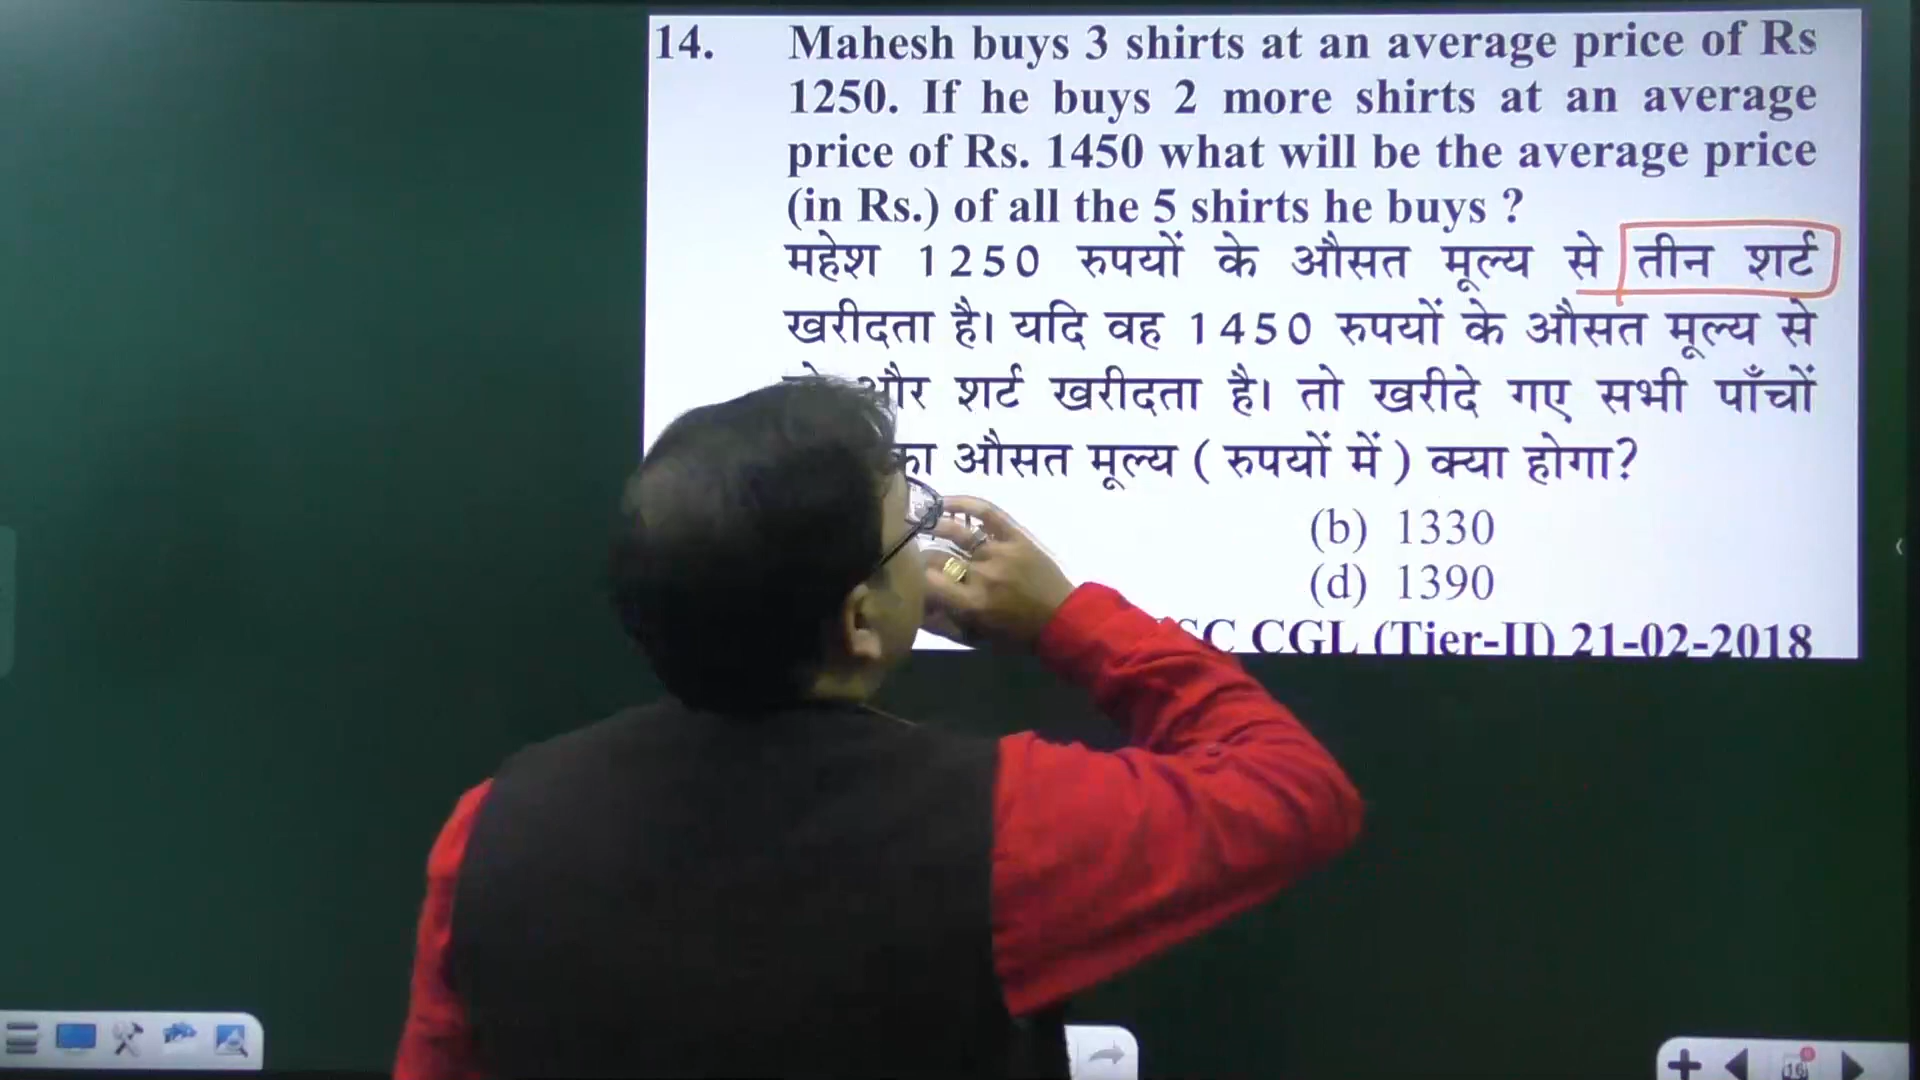 14. Mahesh buys 3 shirts at an average price of Rs
1250. If he buys 2 more shirts at an average
price of Rs. 1450 what will be the average price
(in Rs.) of all the 5 shirts he buys ?
महेश 1250 रुपयों के औसत मूल्य से तीन शर्ट
खरीदता है। यदि वह 1450 रुपयों के औसत मूल्य से
और शर्ट खरीदता है। तो खरीदे गए सभी पाँचों
का औसत मूल्य ( रुपयों में ) क्या होगा?
(b) 1330
(d) 1390
CGL (Tier-II) 21-02-2018
16